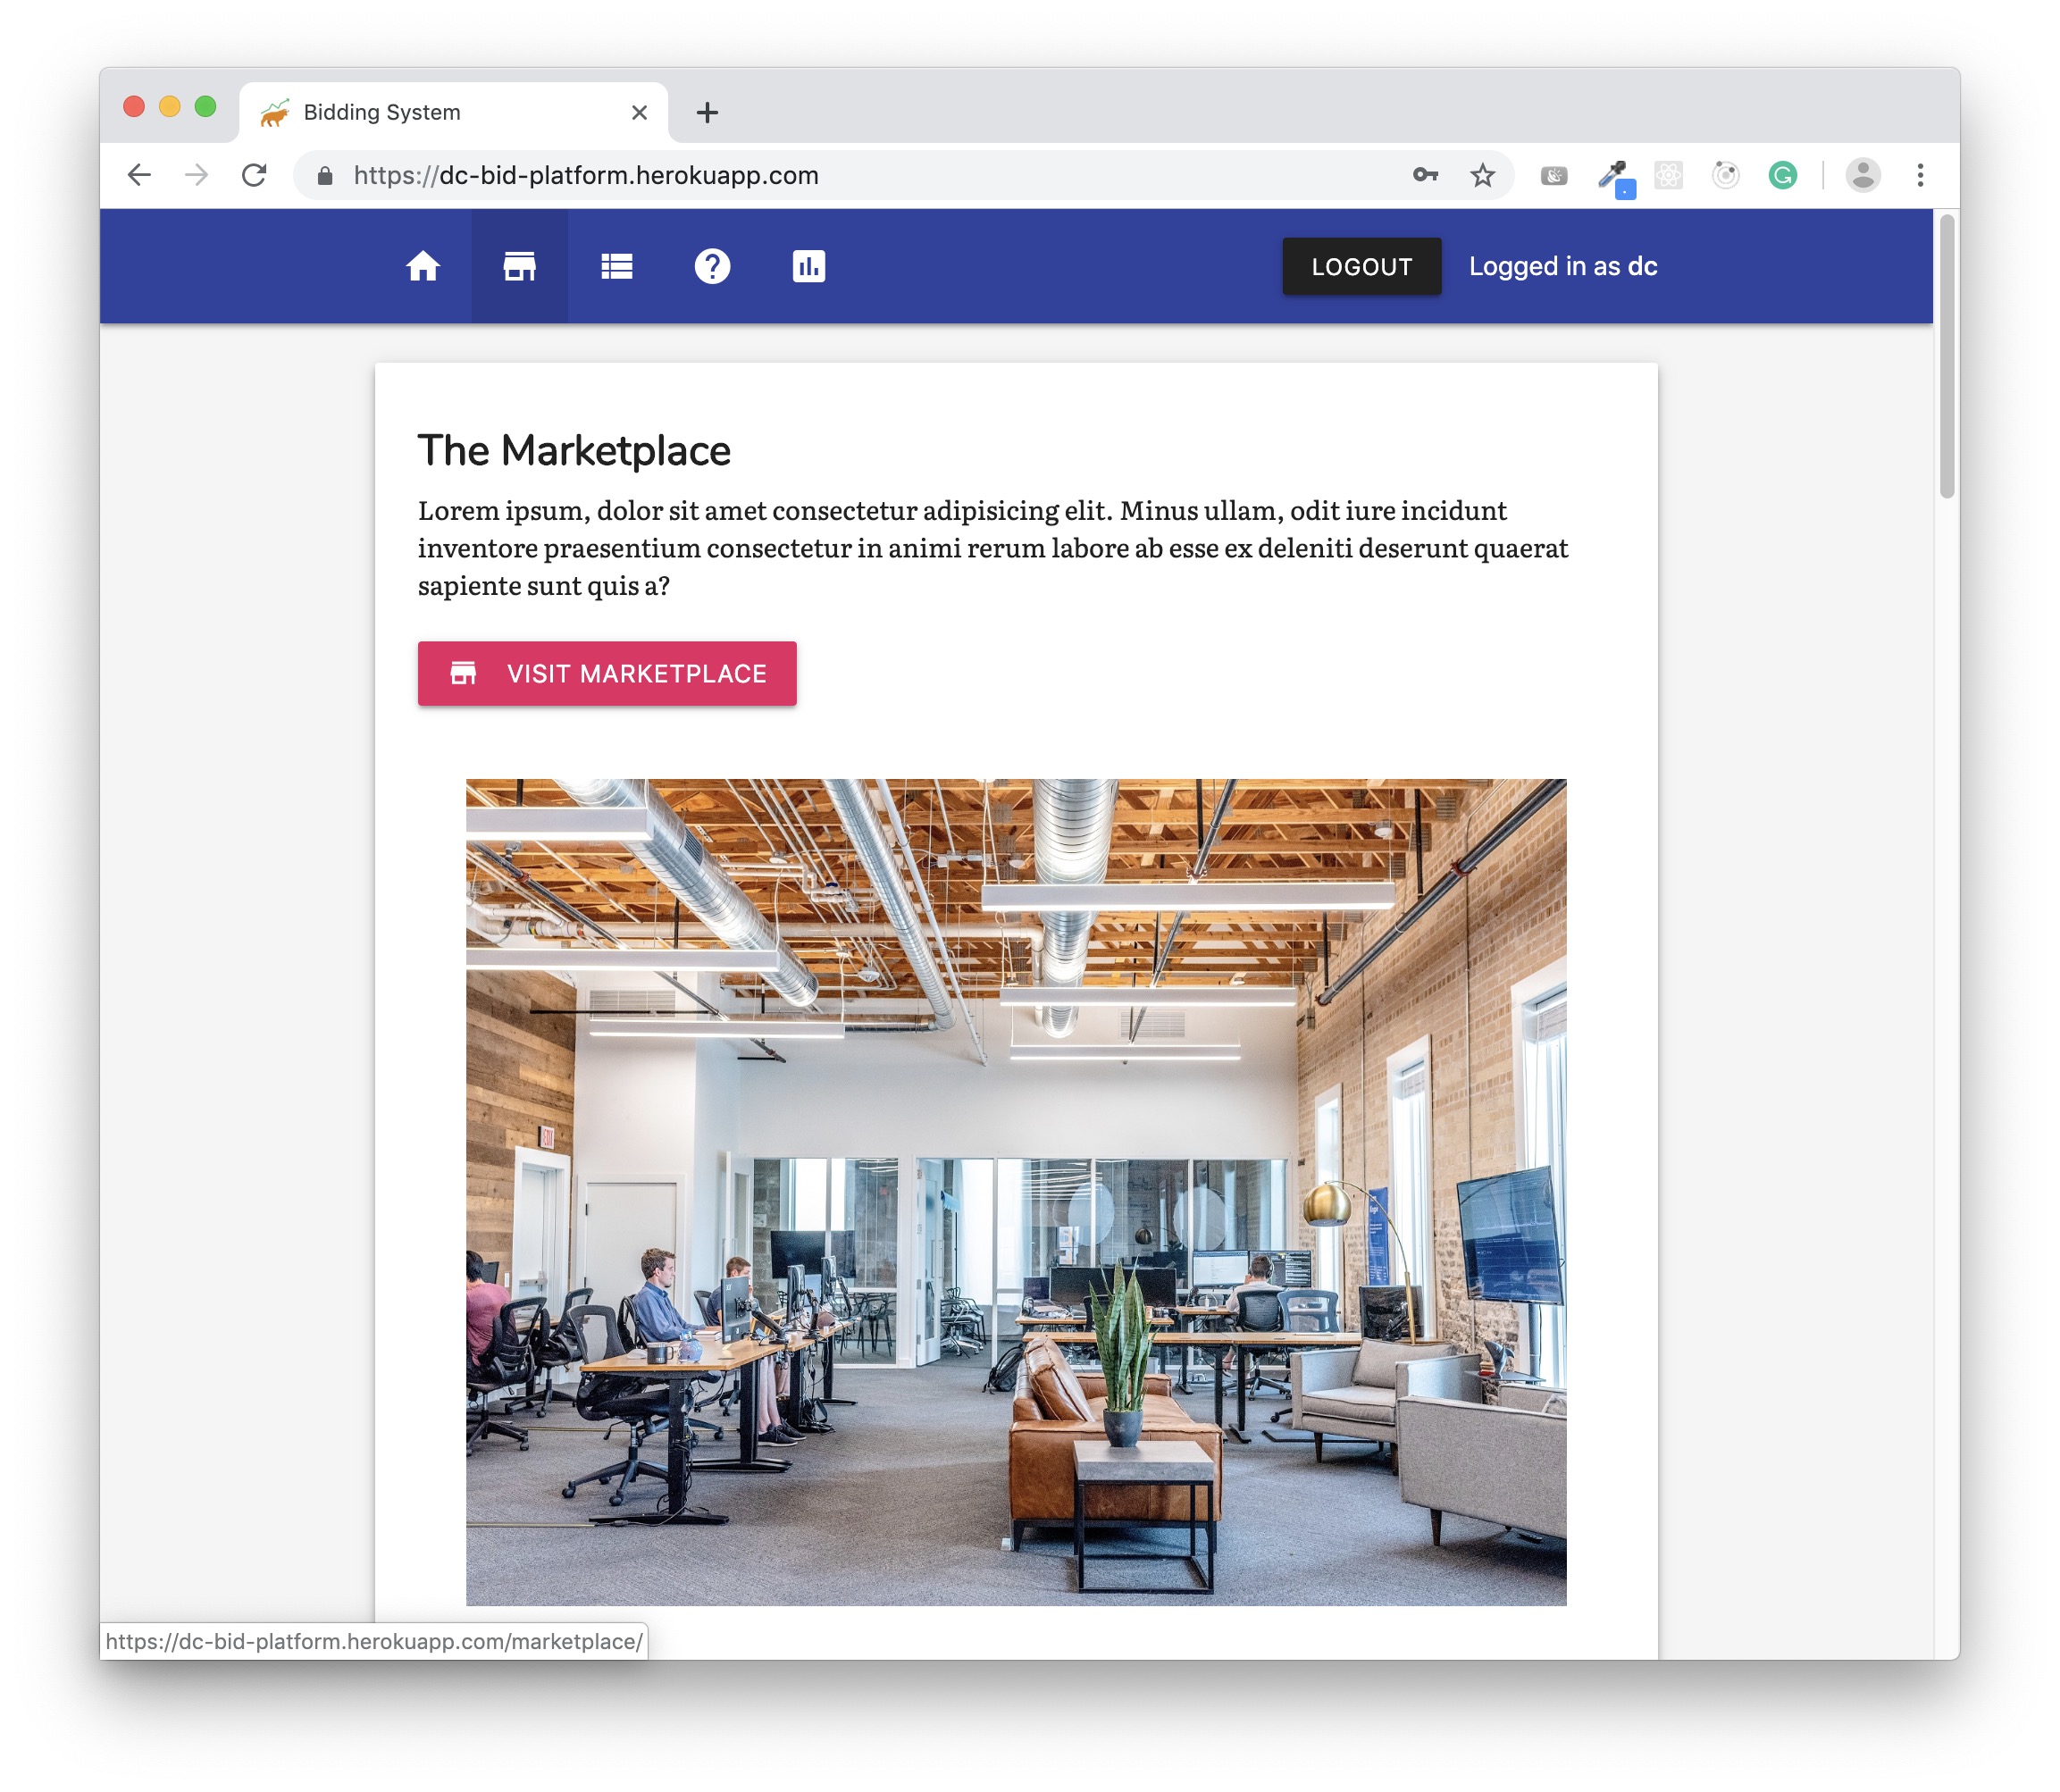 Bidding System
https://dc-bid-platform.herokuapp.com
LOGOUT
Logged in as dc
The Marketplace
Lorem ipsum, dolor sit amet consectetur adipisicing elit. Minus ullam, odit iure incidunt
inventore praesentium consectetur in animi rerum labore ab esse ex deleniti deserunt quaerat
sapiente sunt quis a?
VISIT MARKETPLACE
EXIT
https://dc-bid-platform.herokuapp.com/marketplace/